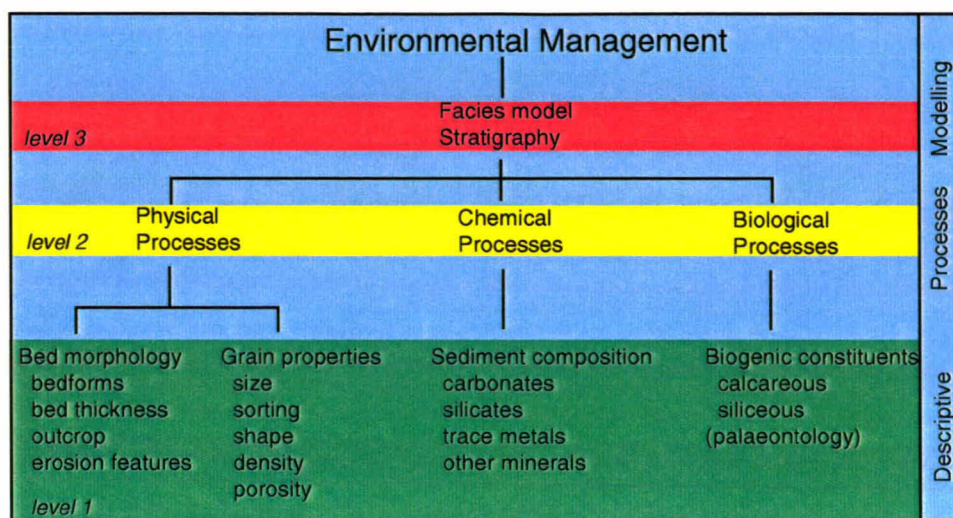 Environmental Management
Facies model
Stratigraphy
level 3
Physical
Processes
Chemical
Processes
Biological
Processes
level 2
Bed morphology
bedforms
bed thickness
outcrop
erosion features
Grain properties
size
sorting
shape
density
porosity
Sediment composition
carbonates
silicates
trace metals
other minerals
Biogenic constituents
calcareous
siliceous
(palaeontology)
level 1
Modelling
Processes
Descriptive